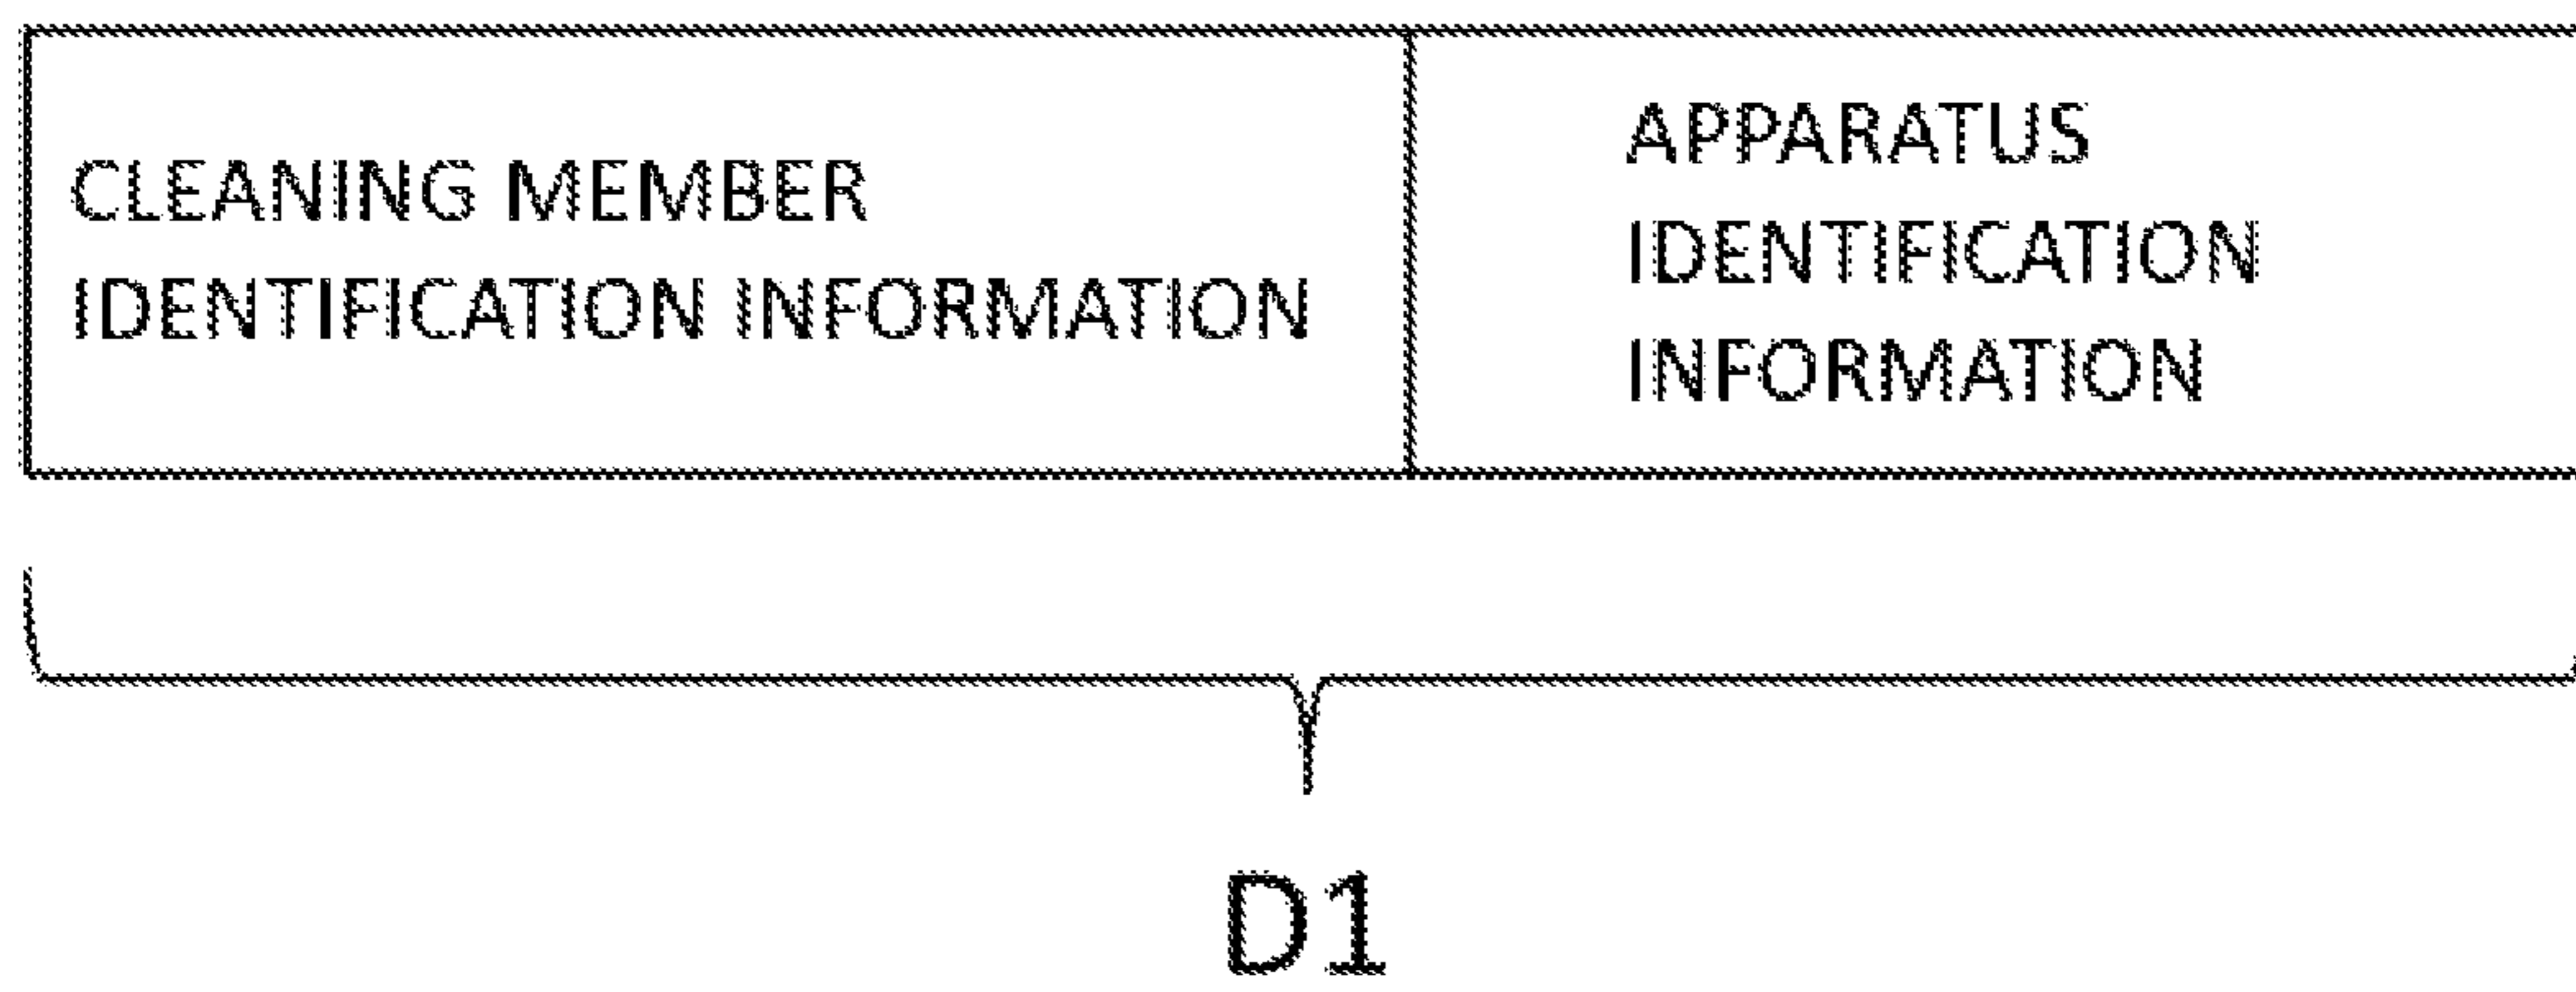 CLEANING MEMBER
IDENTIFICATION INFORMATION
APPARATUS
IDENTIFICATION
INFORMATION
D1